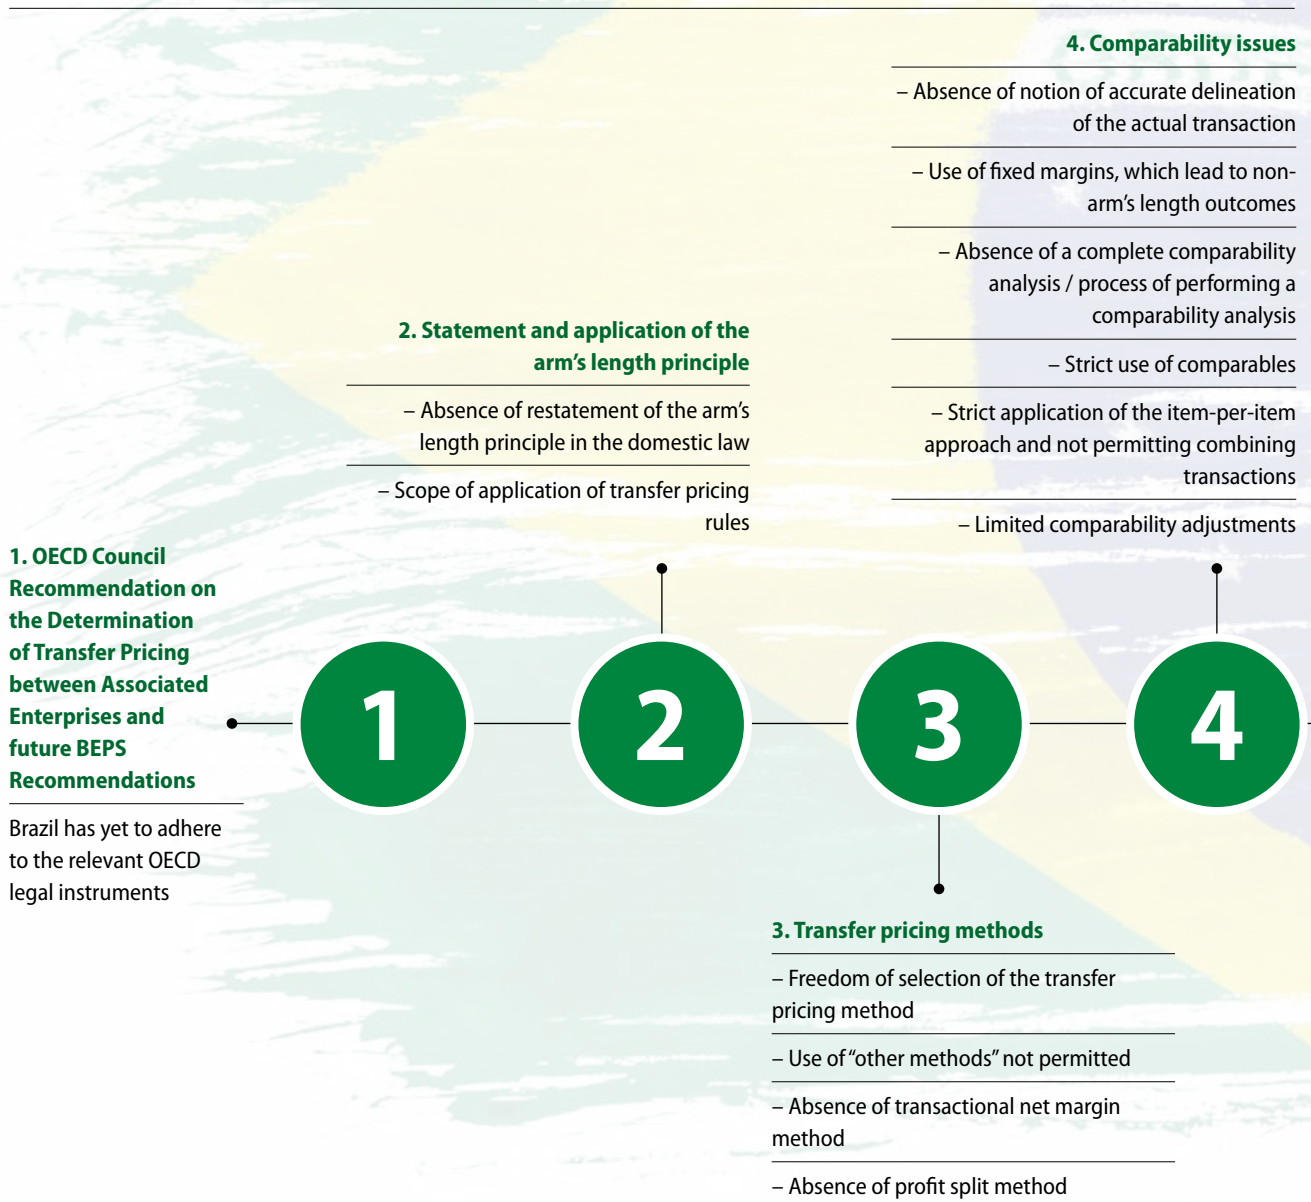 1. OECD Council
Recommendation on
the Determination
of Transfer Pricing
between Associated
Enterprises and
future BEPS
Recommendations
Brazil has yet to adhere
to the relevant OECD
legal instruments
2. Statement and application of the
arm’s length principle
– Absence of restatement of the arm’s
length principle in the domestic law
– Scope of application of transfer pricing
rules
4. Comparability issues
– Absence of notion of accurate delineation
of the actual transaction
– Use of fixed margins, which lead to non-
arm’s length outcomes
– Absence of a complete comparability
analysis / process of performing a
comparability analysis
– Strict use of comparables
– Strict application of the item-per-item
approach and not permitting combining
transactions
– Limited comparability adjustments
1
2
3
4
3. Transfer pricing methods
– Freedom of selection of the transfer
pricing method
– Use of “other methods” not permitted
– Absence of transactional net margin
method
– Absence of profit split method